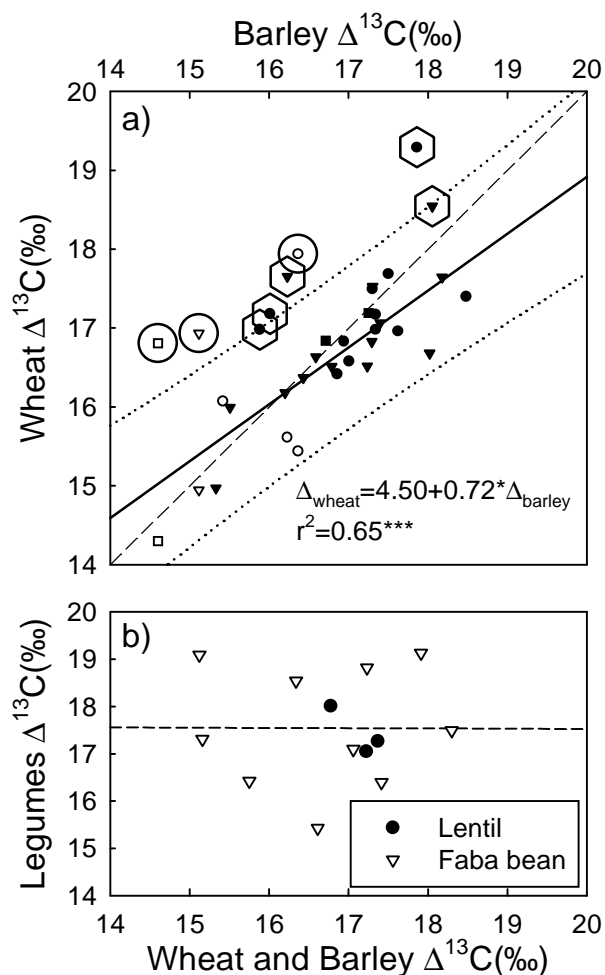 Barley Δ¹³C(‰)
14 15 16 17 18 19 20
a)
20
19
18
17
16
15
14
Wheat Δ¹³C(‰)
Δwheat=4.50+0.72*Δbarley
r²=0.65***
b)
20
19
18
17
16
15
14
Legumes Δ¹³C(‰)
Lentil
Faba bean
14 15 16 17 18 19 20
Wheat and Barley Δ¹³C(‰)